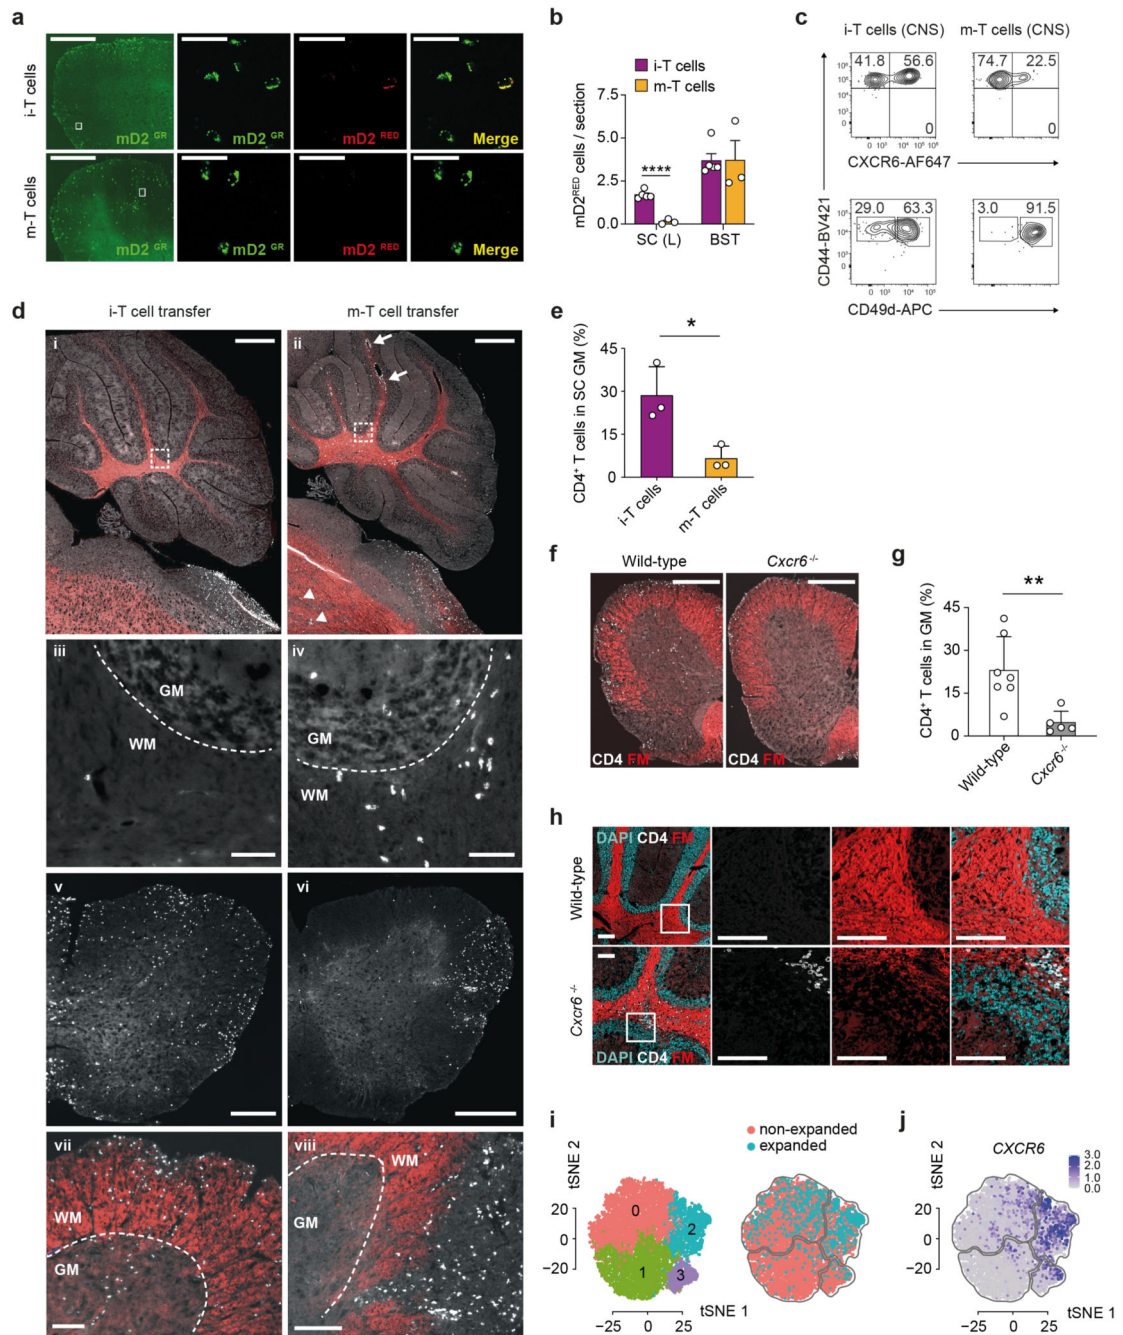 a
i-T cells
mD2 GR
mD2 GR
mD2 RED
Merge
m-T cells
mD2 GR
mD2 GR
mD2 RED
Merge
b
i-T cells
m-T cells
mD2RED cells / section
7.5
5.0
2.5
0.0
****
SC (L)
BST
c
i-T cells (CNS)
m-T cells (CNS)
41.8 56.6
0
74.7 22.5
0
CXCR6-AF647
29.0 63.3
3.0 91.5
CD44-BV421
CD49d-APC
d
i-T cell transfer
m-T cell transfer
i
ii
iii
GM
WM
iv
GM
WM
v
vi
vii
WM
GM
viii
WM
GM
e
CD4+ T cells in SC GM (%)
45
30
15
0
*
i-T cells
m-T cells
f
Wild-type
Cxcr6-/-
CD4 FM
CD4 FM
g
CD4+ T cells in GM (%)
45
30
15
0
**
Wild-type
Cxcr6-/-
h
Wild-type
DAPI CD4 FM
Cxcr6-/-
DAPI CD4 FM
i
non-expanded
expanded
tSNE 2
20
0
−20
0
1
2
3
−25 0 25
tSNE 1
j
CXCR6
3.0
2.0
1.0
0.0
tSNE 2
20
0
−20
−25 0 25
tSNE 1